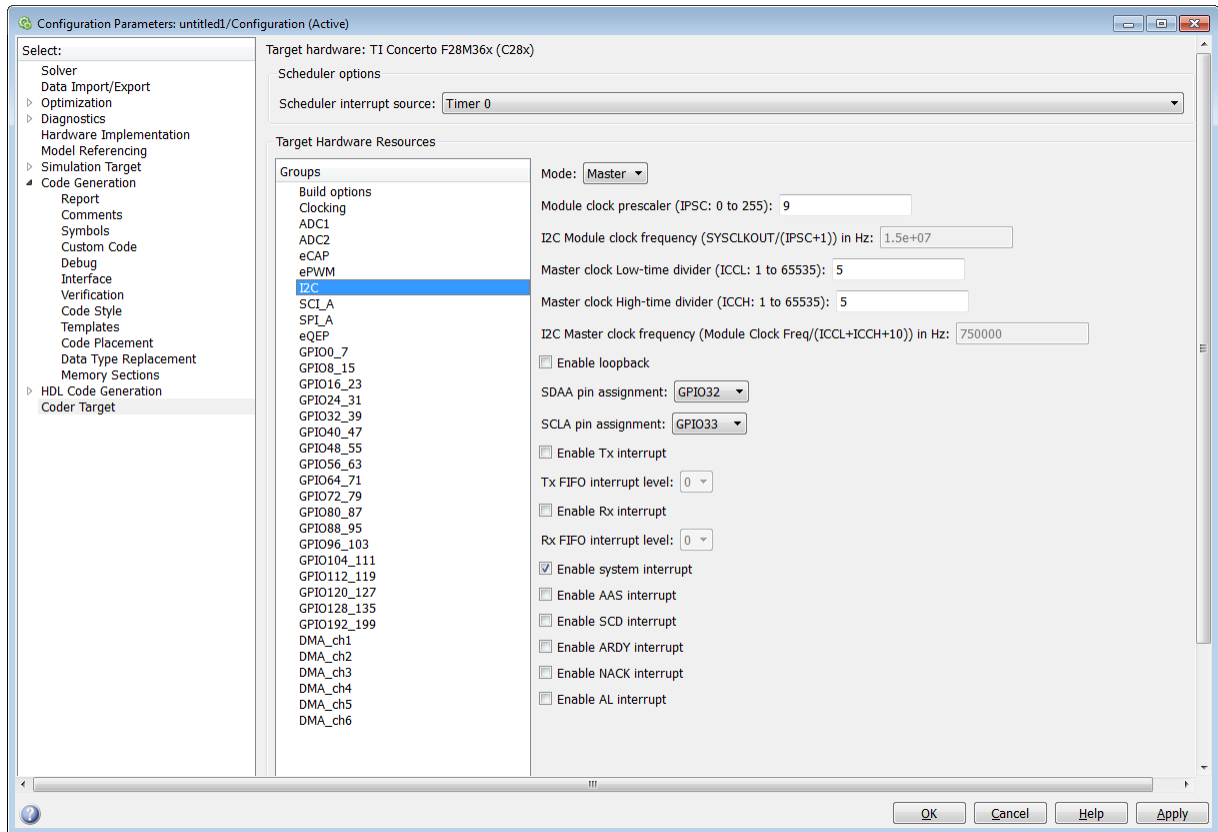 Configuration Parameters: untitled1/Configuration (Active)
Select:
Solver
Data Import/Export
Optimization
Diagnostics
Hardware Implementation
Model Referencing
Simulation Target
Code Generation
Report
Comments
Symbols
Custom Code
Debug
Interface
Verification
Code Style
Templates
Code Placement
Data Type Replacement
Memory Sections
HDL Code Generation
Coder Target
Target hardware: TI Concerto F28M36x (C28x)
Scheduler options
Scheduler interrupt source: Timer 0
Target Hardware Resources
Groups
Build options
Clocking
ADC1
ADC2
eCAP
ePWM
I2C
SCI_A
SPI_A
eQEP
GPIO0_7
GPIO8_15
GPIO16_23
GPIO24_31
GPIO32_39
GPIO40_47
GPIO48_55
GPIO56_63
GPIO64_71
GPIO72_79
GPIO80_87
GPIO88_95
GPIO96_103
GPIO104_111
GPIO112_119
GPIO120_127
GPIO128_135
GPIO192_199
DMA_ch1
DMA_ch2
DMA_ch3
DMA_ch4
DMA_ch5
DMA_ch6
Mode: Master
Module clock prescaler (IPSC: 0 to 255): 9
I2C Module clock frequency (SYSCLKOUT/(IPSC+1)) in Hz: 1.5e+07
Master clock Low-time divider (ICCL: 1 to 65535): 5
Master clock High-time divider (ICCH: 1 to 65535): 5
I2C Master clock frequency (Module Clock Freq/(ICCL+ICCH+10)) in Hz: 750000
Enable loopback
SDAA pin assignment: GPIO32
SCLA pin assignment: GPIO33
Enable Tx interrupt
Tx FIFO interrupt level: 0
Enable Rx interrupt
Rx FIFO interrupt level: 0
Enable system interrupt
Enable AAS interrupt
Enable SCD interrupt
Enable ARDY interrupt
Enable NACK interrupt
Enable AL interrupt
OK Cancel Help Apply